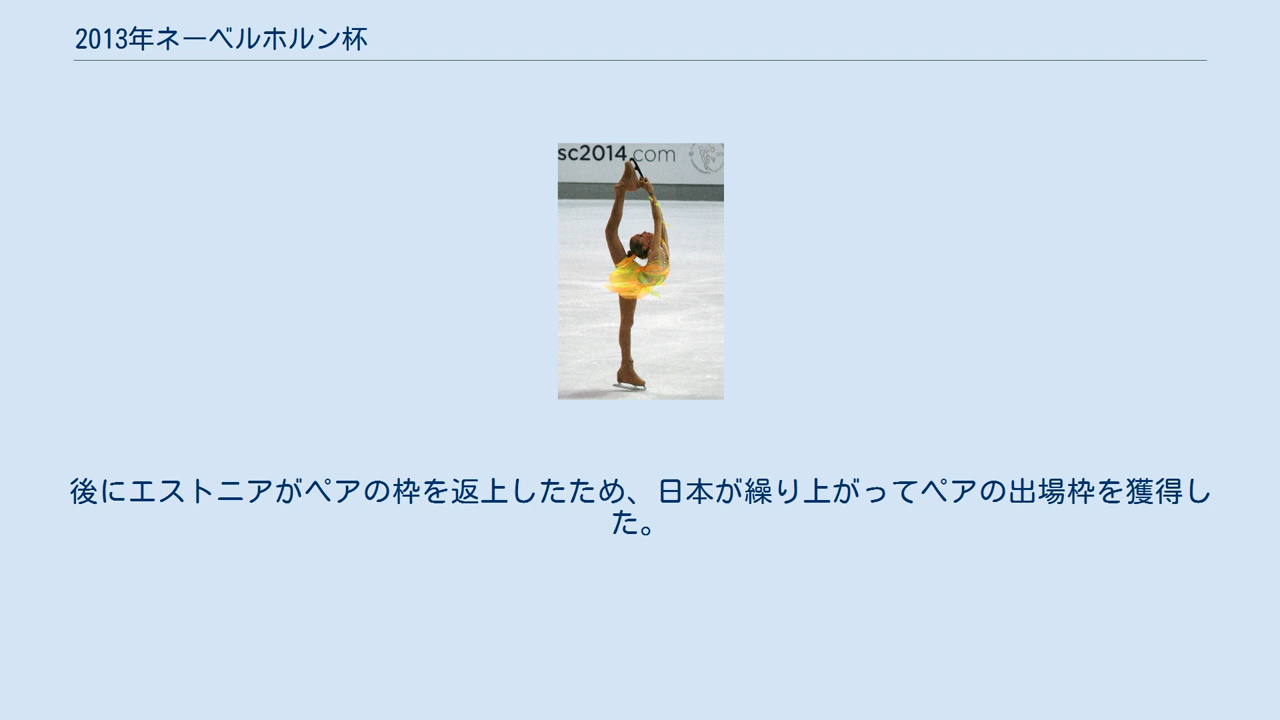 2013年ネーベルホルン杯
sc2014.com
後にエストニアがペアの枠を返上したため、日本が繰り上がってペアの出場枠を獲得し
た。